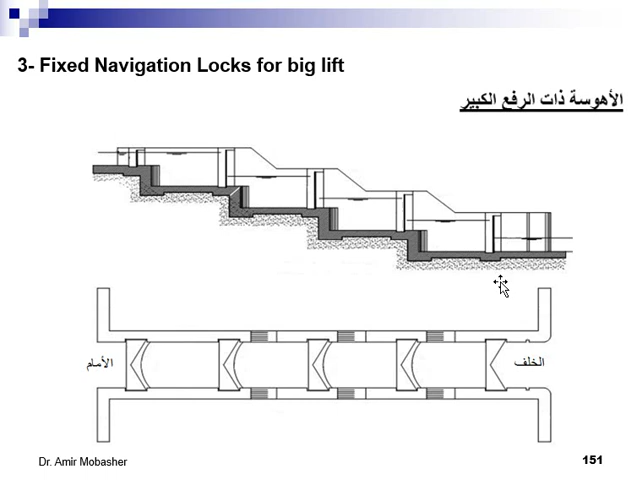 3- Fixed Navigation Locks for big lift
الأهوسة ذات الرفع الكبير
الأمام
الخلف
Dr. Amir Mobasher
151